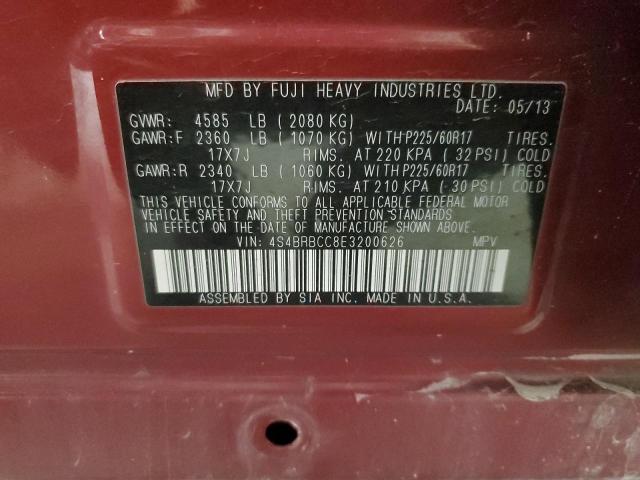 MFD BY FUJI HEAVY INDUSTRIES LTD.
DATE: 05/13
GVWR: 4585 LB ( 2080 KG)
GAWR:F 2360 LB ( 1070 KG) WITH P225/60R17 TIRES.
17X7J RIMS. AT 220 KPA ( 32 PSI) COLD
GAWR:R 2340 LB ( 1060 KG) WITH P225/60R17 TIRES.
17X7J RIMS. AT 210 KPA ( 30 PSI) COLD
THIS VEHICLE CONFORMS TO ALL APPLICABLE FEDERAL MOTOR
VEHICLE SAFETY AND THEFT PREVENTION STANDARDS
IN EFFECT ON THE DATE OF MANUFACTURE SHOWN ABOVE.
VIN: 4S4BRBCC8E3200626 MPV
ASSEMBLED BY SIA INC. MADE IN U.S.A.